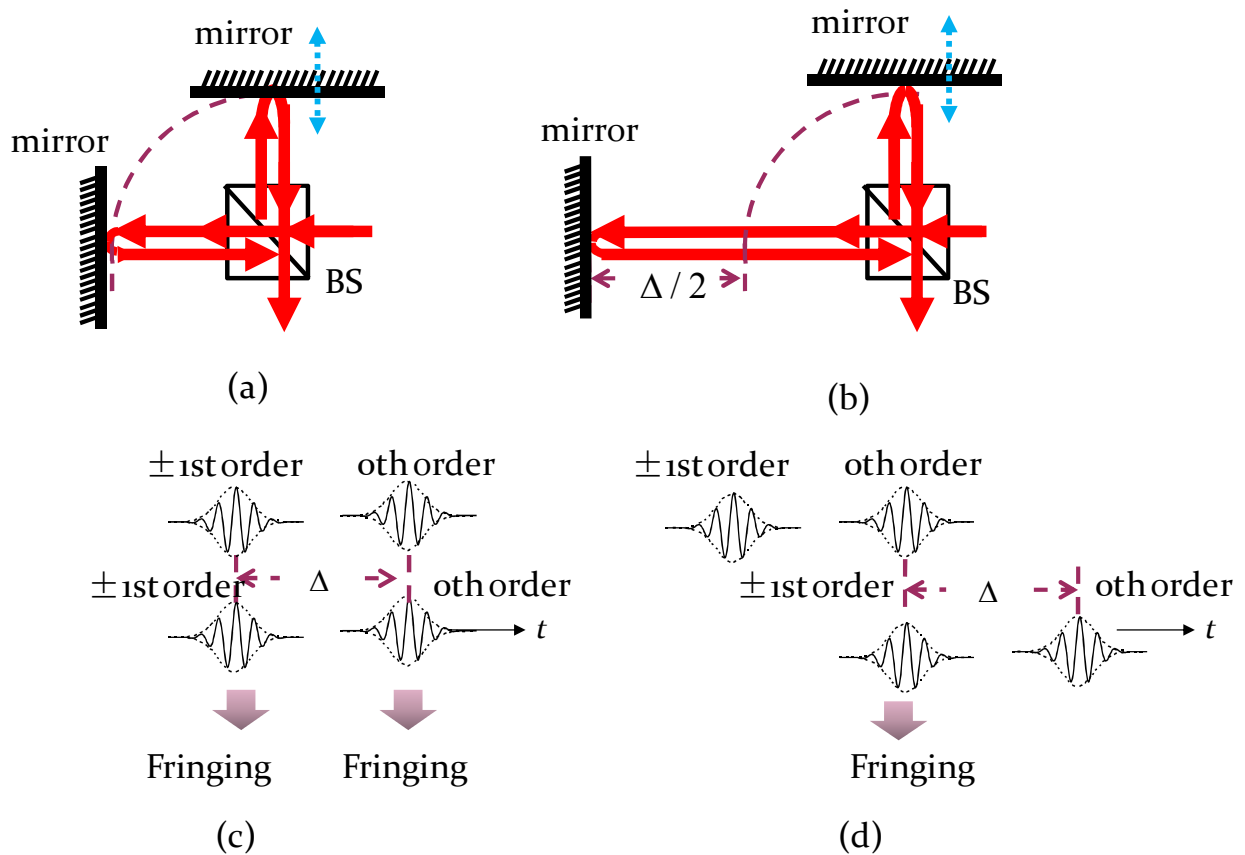 mirror
mirror
BS
(a)
mirror
mirror
Δ / 2
BS
(b)
±1st order
0th order
±1st order
Δ
0th order
t
Fringing
Fringing
(c)
±1st order
0th order
±1st order
Δ
0th order
t
Fringing
(d)